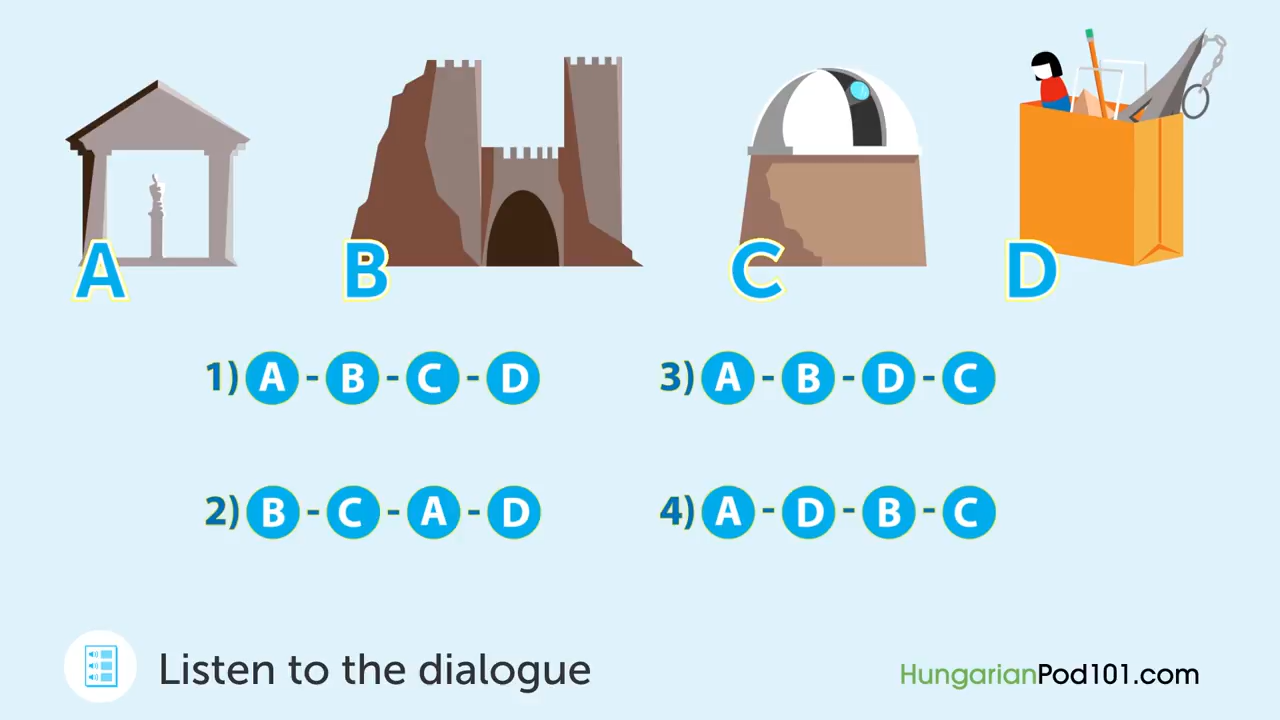 A B C D
1) A - B - C - D
3) A - B - D - C
2) B - C - A - D
4) A - D - B - C
Listen to the dialogue
HungarianPod101.com